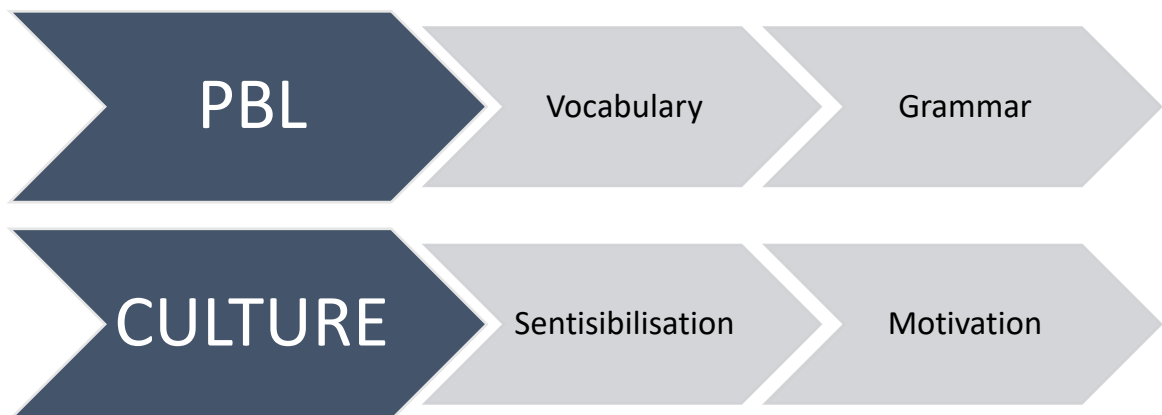 PBL
Vocabulary
Grammar
CULTURE
Sentisibilisation
Motivation